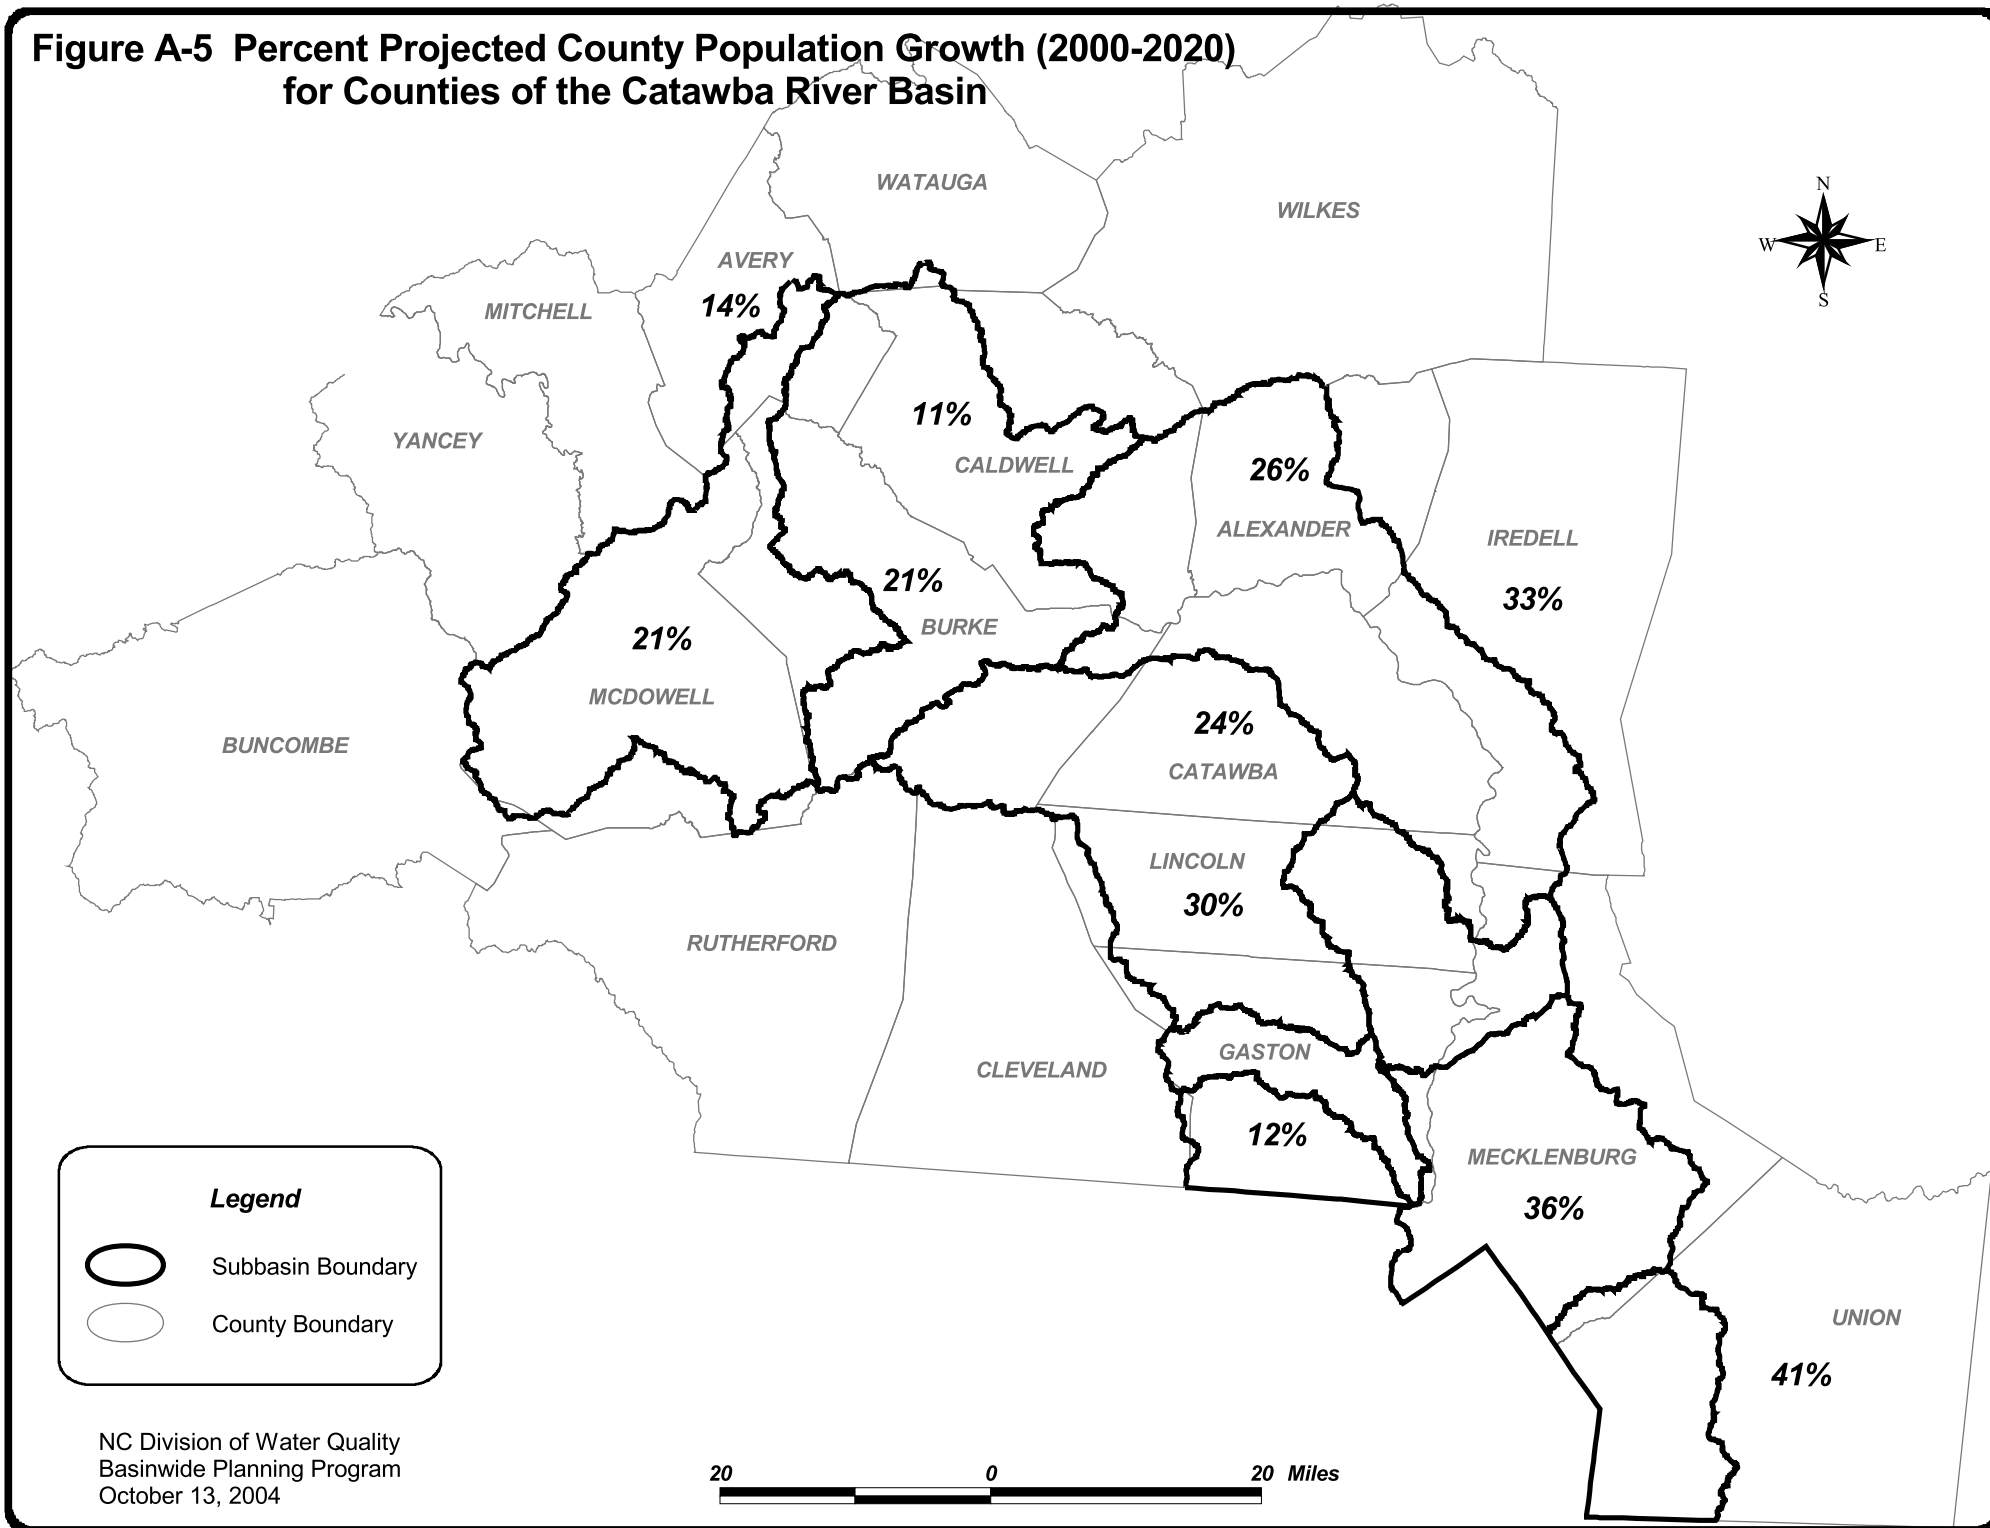 Figure A-5 Percent Projected County Population Growth (2000-2020)
for Counties of the Catawba River Basin
WATAUGA
WILKES
N
W
E
S
AVERY
14%
MITCHELL
YANCEY
11%
CALDWELL
26%
ALEXANDER
IREDELL
33%
21%
BURKE
21%
MCDOWELL
BUNCOMBE
24%
CATAWBA
LINCOLN
30%
RUTHERFORD
GASTON
CLEVELAND
12%
MECKLENBURG
36%
UNION
41%
Legend
Subbasin Boundary
County Boundary
NC Division of Water Quality
Basinwide Planning Program
October 13, 2004
20 0 20 Miles